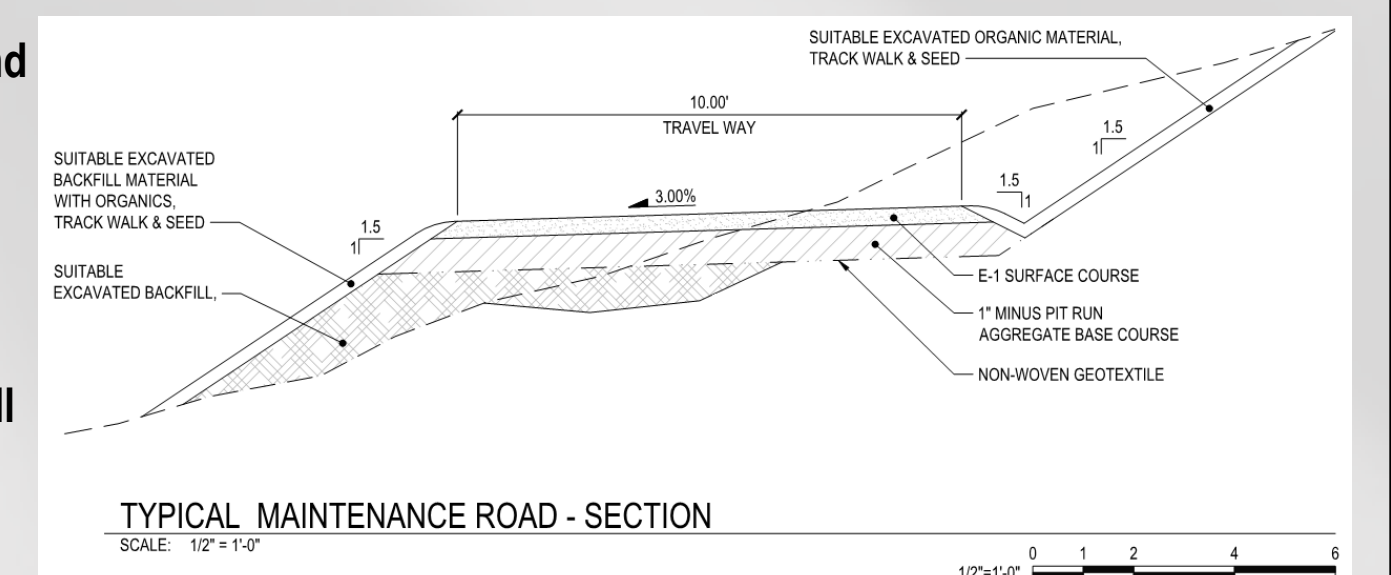 nd
ll
SUITABLE EXCAVATED ORGANIC MATERIAL,
TRACK WALK & SEED
10.00'
TRAVEL WAY
SUITABLE EXCAVATED
BACKFILL MATERIAL
WITH ORGANICS,
TRACK WALK & SEED
1.5
1
3.00%
1.5
1
1.5
1
SUITABLE
EXCAVATED BACKFILL,
E-1 SURFACE COURSE
1" MINUS PIT RUN
AGGREGATE BASE COURSE
NON-WOVEN GEOTEXTILE
TYPICAL MAINTENANCE ROAD - SECTION
SCALE: 1/2" = 1'-0"
0 1 2 4 6
1/2"=1'-0"